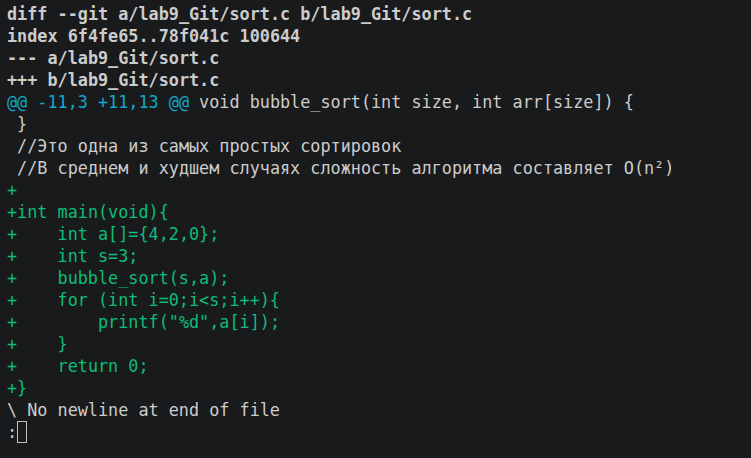 diff --git a/lab9_Git/sort.c b/lab9_Git/sort.c
index 6f4fe65..78f041c 100644
--- a/lab9_Git/sort.c
+++ b/lab9_Git/sort.c
@@ -11,3 +11,13 @@ void bubble_sort(int size, int arr[size]) {
 }
 //Это одна из самых простых сортировок
 //В среднем и худшем случаях сложность алгоритма составляет O(n²)
+
+int main(void){
+    int a[]={4,2,0};
+    int s=3;
+    bubble_sort(s,a);
+    for (int i=0;i<s;i++){
+        printf("%d",a[i]);
+    }
+    return 0;
+}
\ No newline at end of file
: